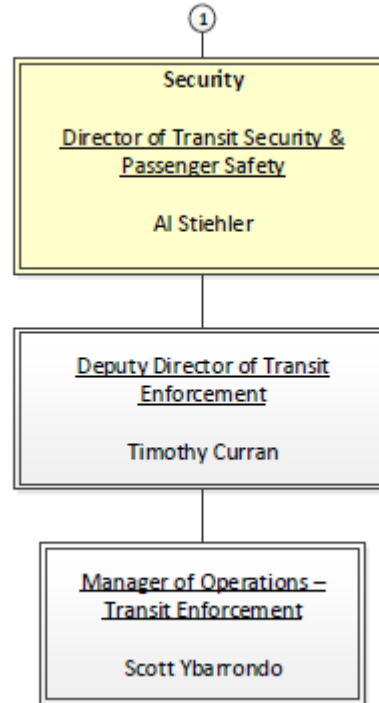 1
Security
Director of Transit Security &
Passenger Safety
Al Stiehler
Deputy Director of Transit
Enforcement
Timothy Curran
Manager of Operations –
Transit Enforcement
Scott Ybarrondo